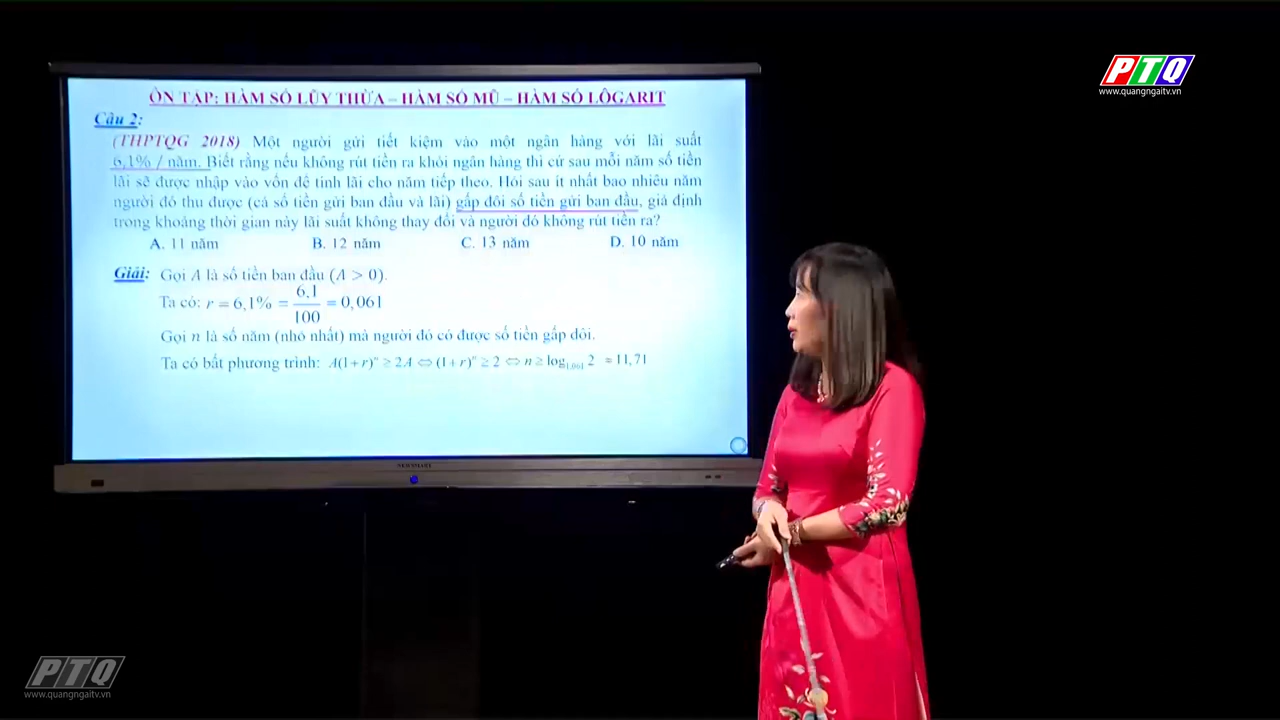 PTQ
www.quangngaitv.vn
ÔN TẬP: HÀM SỐ LŨY THỪA – HÀM SỐ MŨ – HÀM SỐ LÔGARIT
Câu 2:
(THPTQG 2018) Một người gửi tiết kiệm vào một ngân hàng với lãi suất
6,1% / năm. Biết rằng nếu không rút tiền ra khỏi ngân hàng thì cứ sau mỗi năm số tiền
lãi sẽ được nhập vào vốn để tính lãi cho năm tiếp theo. Hỏi sau ít nhất bao nhiêu năm
người đó thu được (cả số tiền gửi ban đầu và lãi) gấp đôi số tiền gửi ban đầu, giả định
trong khoảng thời gian này lãi suất không thay đổi và người đó không rút tiền ra?
A. 11 năm B. 12 năm C. 13 năm D. 10 năm
Giải: Gọi A là số tiền ban đầu (A > 0).
Ta có: r = 6,1% = 6,1/100 = 0,061
Gọi n là số năm (nhỏ nhất) mà người đó có được số tiền gấp đôi.
Ta có bất phương trình: A(1+r)ⁿ ≥ 2A ⇔ (1+r)ⁿ ≥ 2 ⇔ n ≥ log₁,₀₆₁ 2 ≈ 11,71
NEWSMART
PTQ
www.quangngaitv.vn